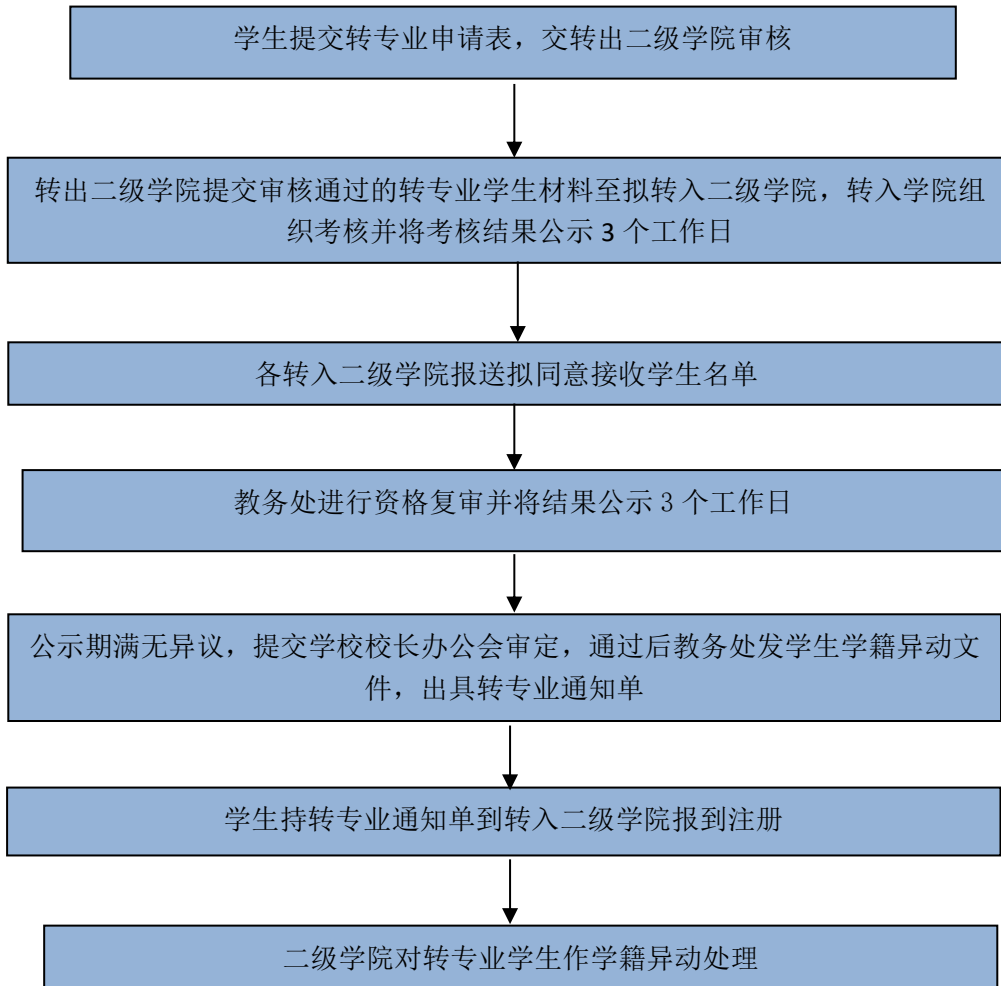 学生提交转专业申请表，交转出二级学院审核
转出二级学院提交审核通过的转专业学生材料至拟转入二级学院，转入学院组
织考核并将考核结果公示 3 个工作日
各转入二级学院报送拟同意接收学生名单
教务处进行资格复审并将结果公示 3 个工作日
公示期满无异议，提交学校校长办公会审定，通过后教务处发学生学籍异动文
件，出具转专业通知单
学生持转专业通知单到转入二级学院报到注册
二级学院对转专业学生作学籍异动处理